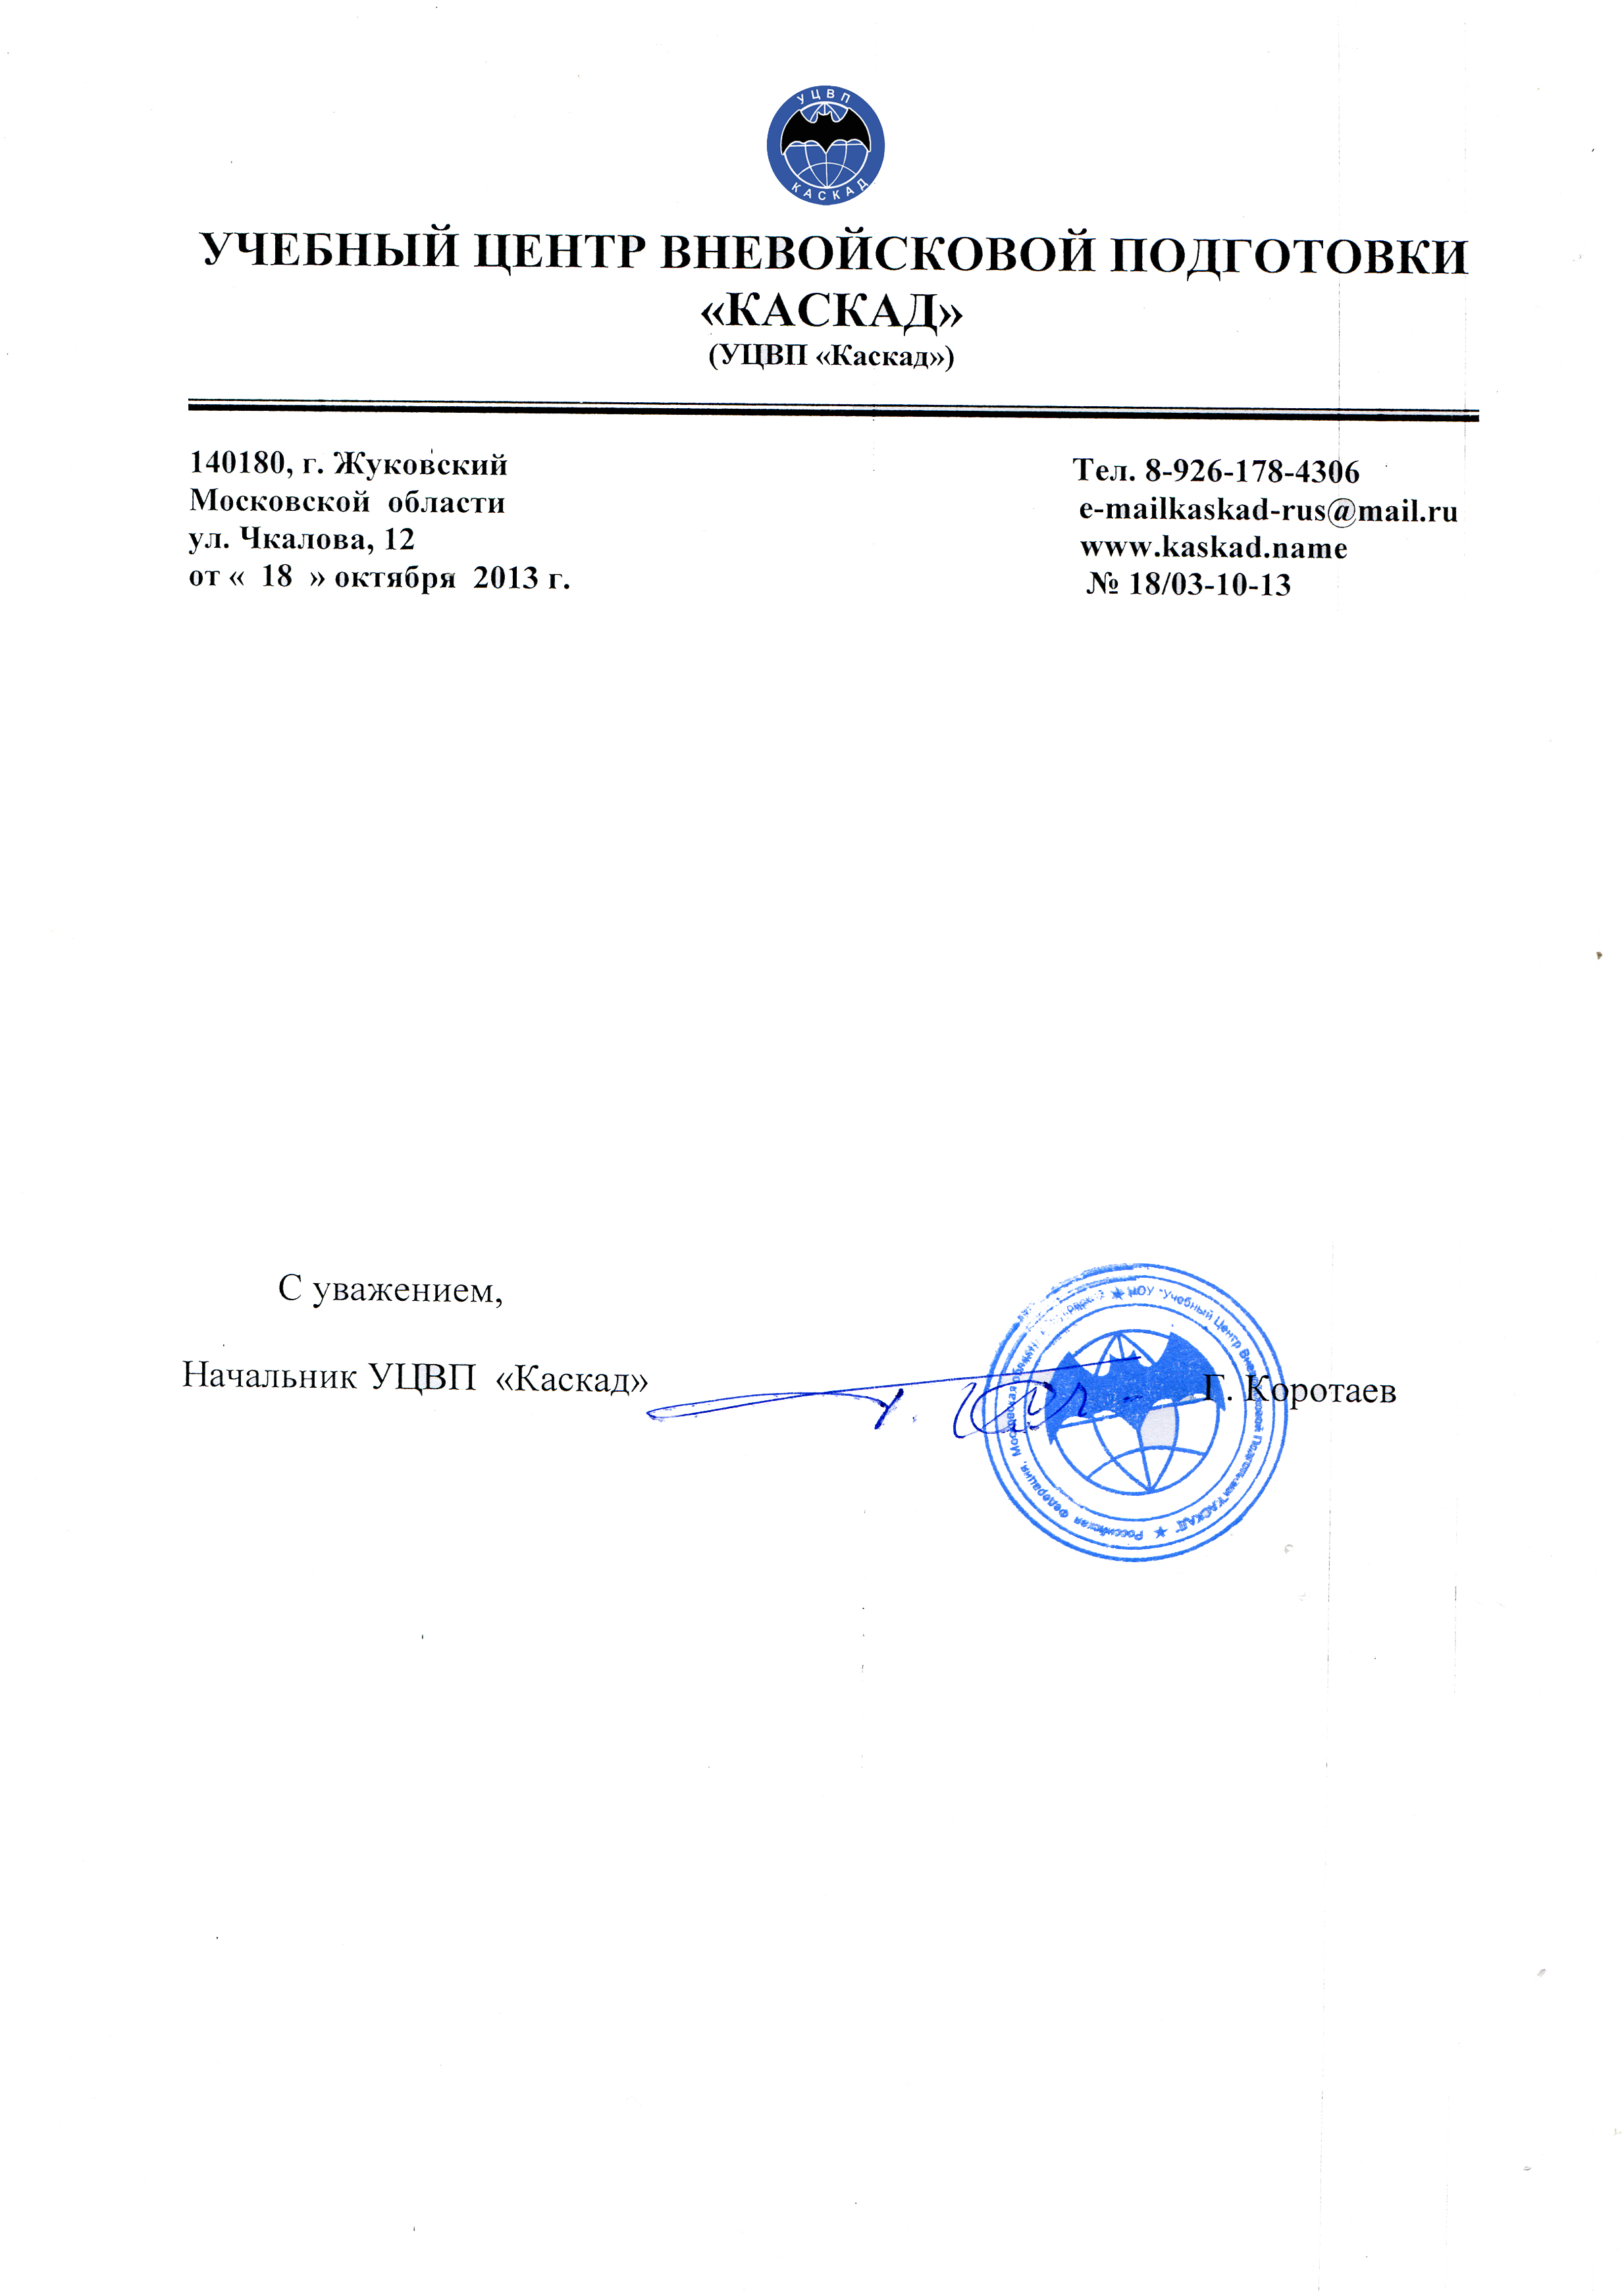 УЦВП
КАСКАД
УЧЕБНЫЙ ЦЕНТР ВНЕВОЙСКОВОЙ ПОДГОТОВКИ
«КАСКАД»
(УЦВП «Каскад»)
140180, г. Жуковский
Московской области
ул. Чкалова, 12
от « 18 » октября 2013 г.
Тел. 8-926-178-4306
e-mailkaskad-rus@mail.ru
www.kaskad.name
№ 18/03-10-13
С уважением,
Начальник УЦВП «Каскад»
Г. Коротаев
НОУ "Учебный Центр Вневойсковой Подготовки "КАСКАД" ★ Российская Федерация, Московская область